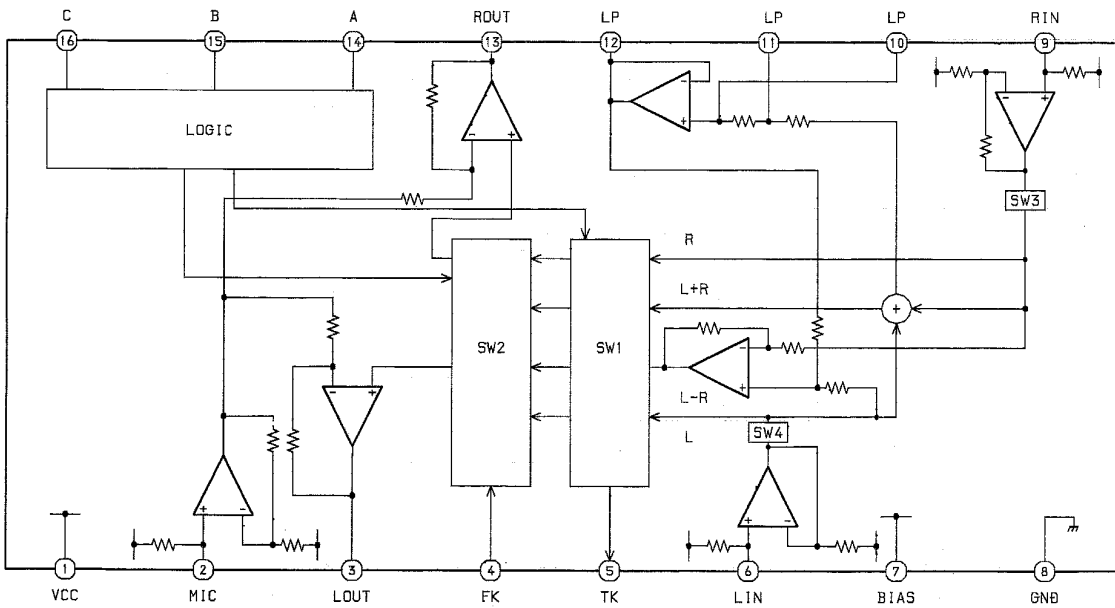 C B A ROUT LP LP LP RIN
16 15 14 13 12 11 10 9
LOGIC
- +
-
+
- +
SW3
R
L+R
+
SW2
SW1
-
+
L-R
L
SW4
- +
+ -
+ -
1 2 3 4 5 6 7 8
VCC MIC LOUT FK TK LIN BIAS GND